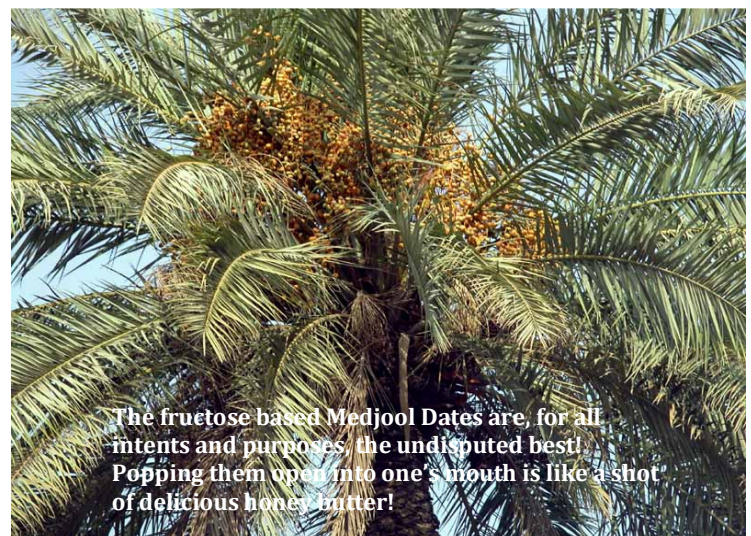 The fructose based Medjool Dates are, for all
intents and purposes, the undisputed best!
Popping them open into one’s mouth is like a shot
of delicious honey butter!